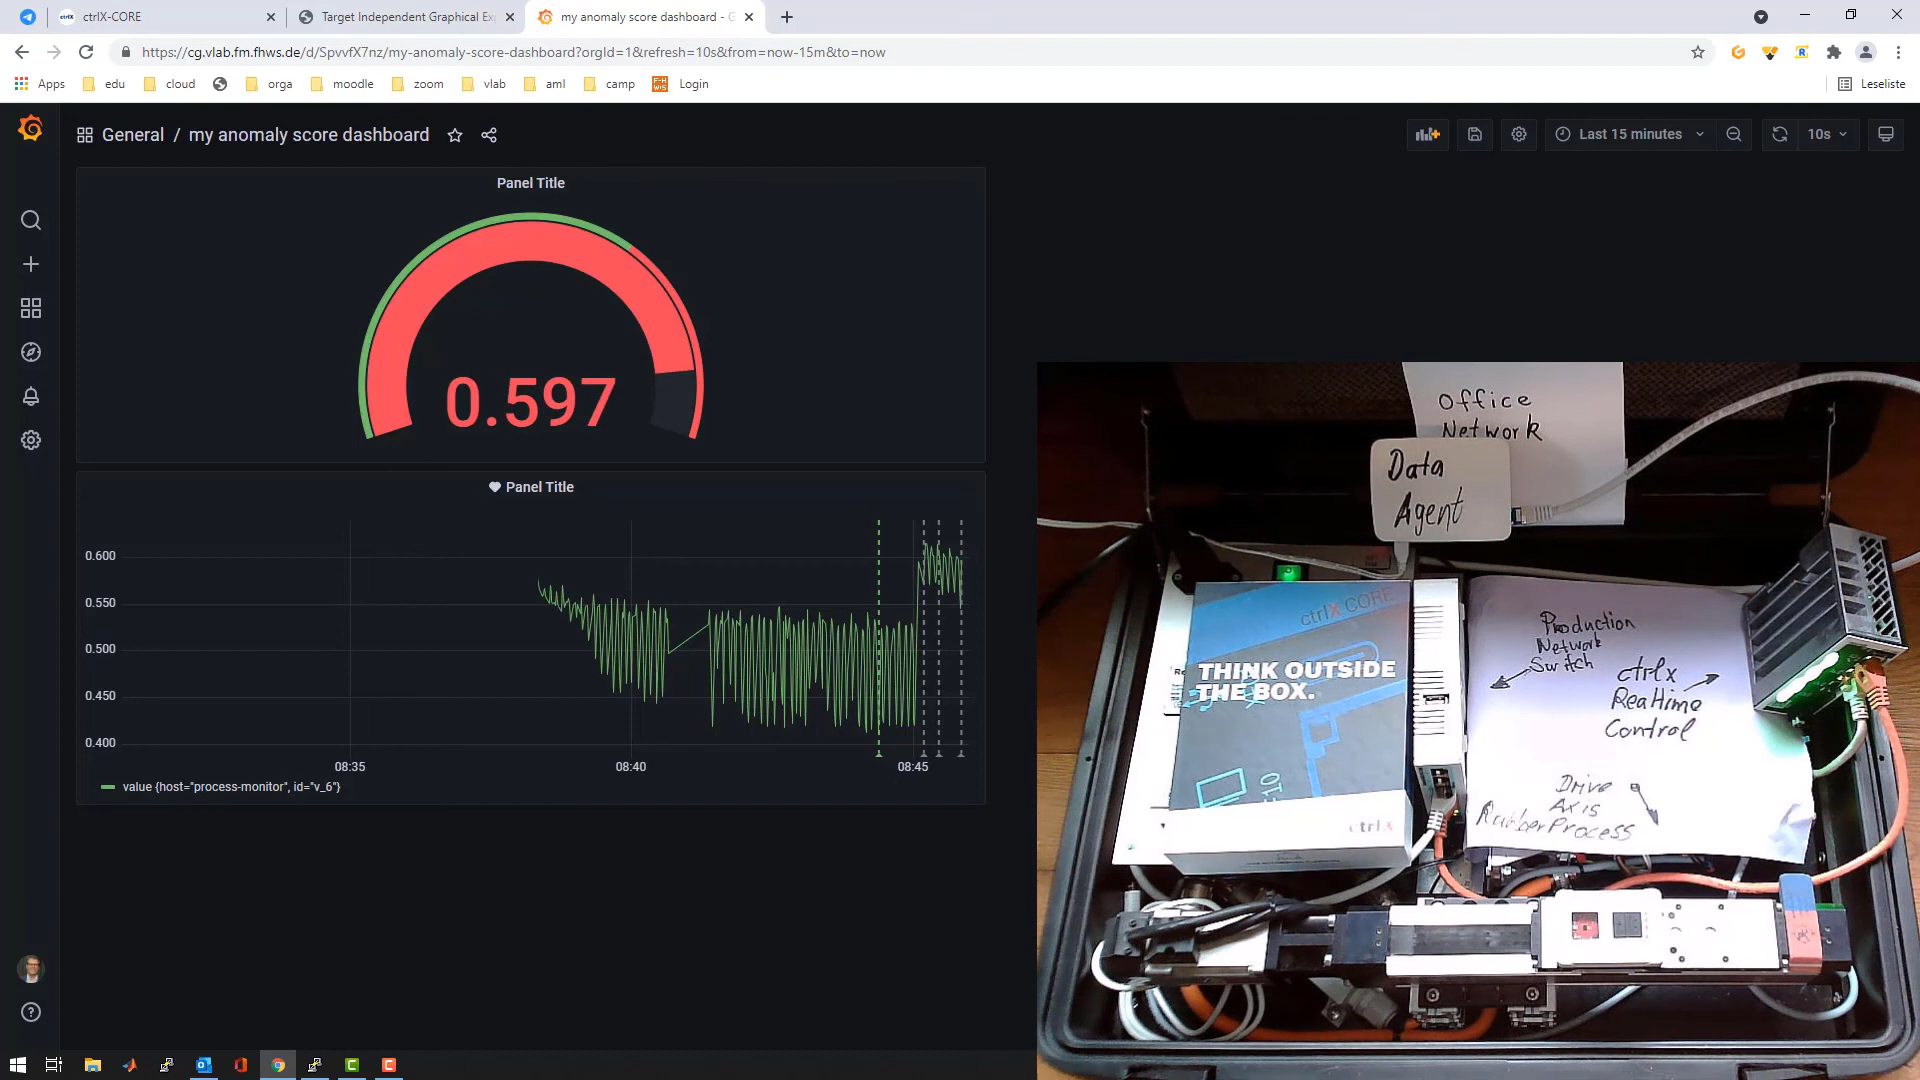 ctrlX-CORE
Target Independent Graphical Ex
my anomaly score dashboard - G
https://cg.vlab.fm.fhws.de/d/SpvvfX7nz/my-anomaly-score-dashboard?orgId=1&refresh=10s&from=now-15m&to=now
Apps edu cloud orga moodle zoom vlab aml camp Login Leseliste
General / my anomaly score dashboard
Last 15 minutes 10s
Panel Title
0.597
Panel Title
0.600
0.550
0.500
0.450
0.400
08:35 08:40 08:45
value {host="process-monitor", id="v_6"}
Office
Network
Data
Agent
ctrlX CORE
THINK OUTSIDE
THE BOX.
ctrlX
Production
Network
Switch
ctrlx
Realtime
Control
Drive
Axis
Rubber Process